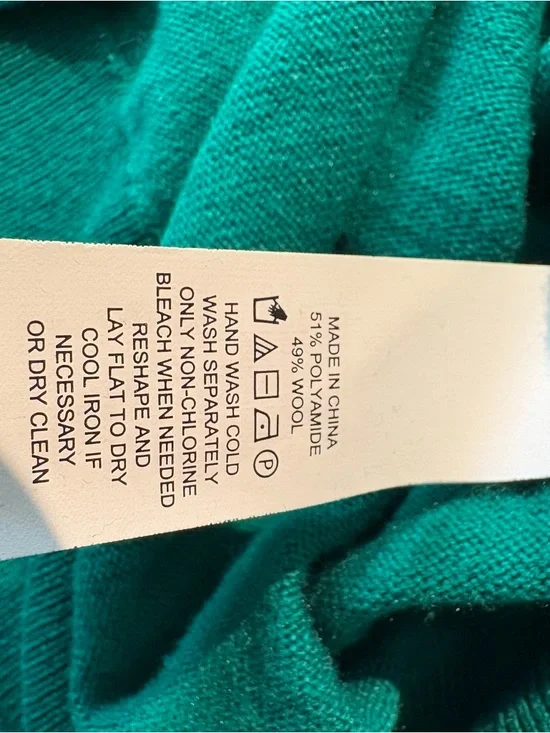 MADE IN CHINA
51% POLYAMIDE
49% WOOL
P
HAND WASH COLD
WASH SEPARATELY
ONLY NON-CHLORINE
BLEACH WHEN NEEDED
RESHAPE AND
LAY FLAT TO DRY
COOL IRON IF
NECESSARY
OR DRY CLEAN